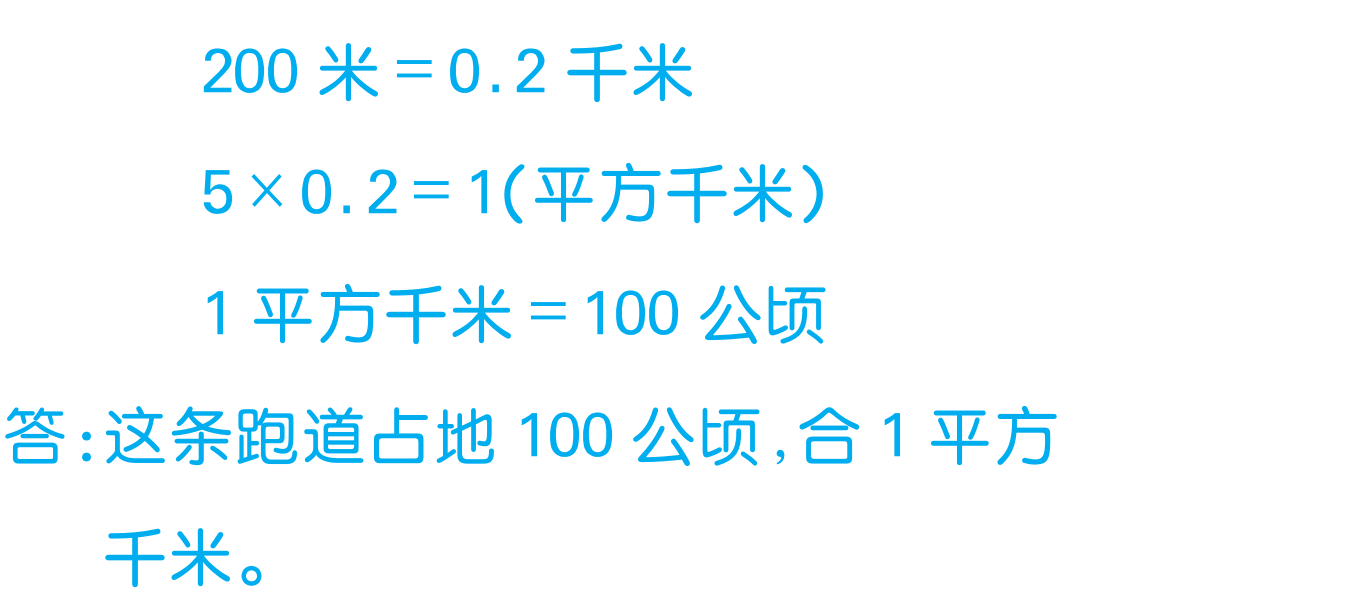 200 米＝0.2 千米
5×0.2＝1(平方千米)
1 平方千米＝100 公顷
答:这条跑道占地 100 公顷,合 1 平方
千米。